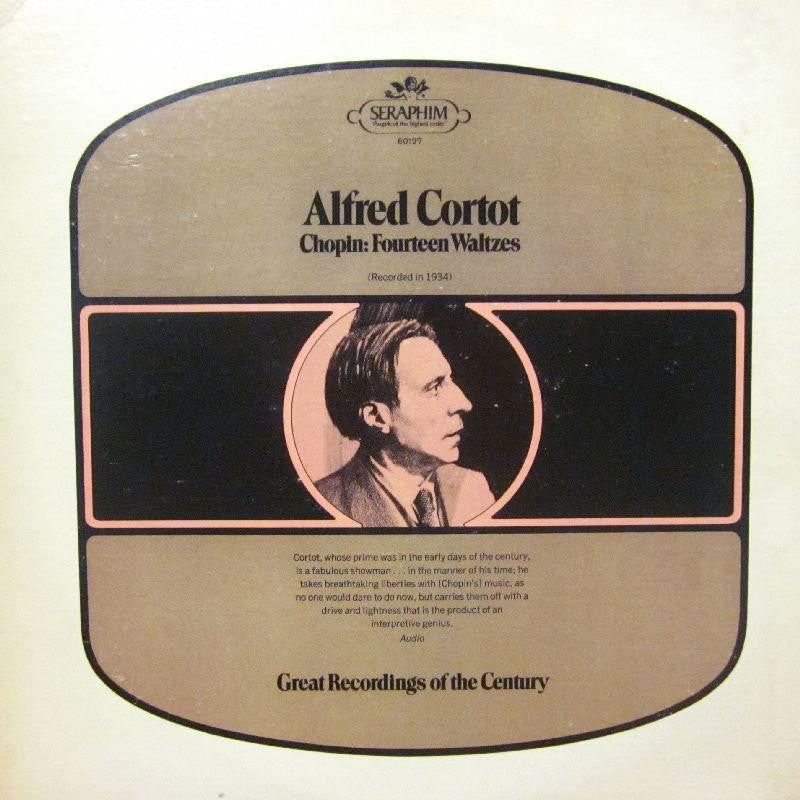 SERAPHIM
"Angels of the highest order"
60127
Alfred Cortot
Chopin: Fourteen Waltzes
(Recorded in 1934)
Cortot, whose prime was in the early days of the century,
is a fabulous showman . . . in the manner of his time; he
takes breathtaking liberties with [Chopin's] music, as
no one would dare to do now, but carries them off with a
drive and lightness that is the product of an
interpretive genius.
Audio
Great Recordings of the Century